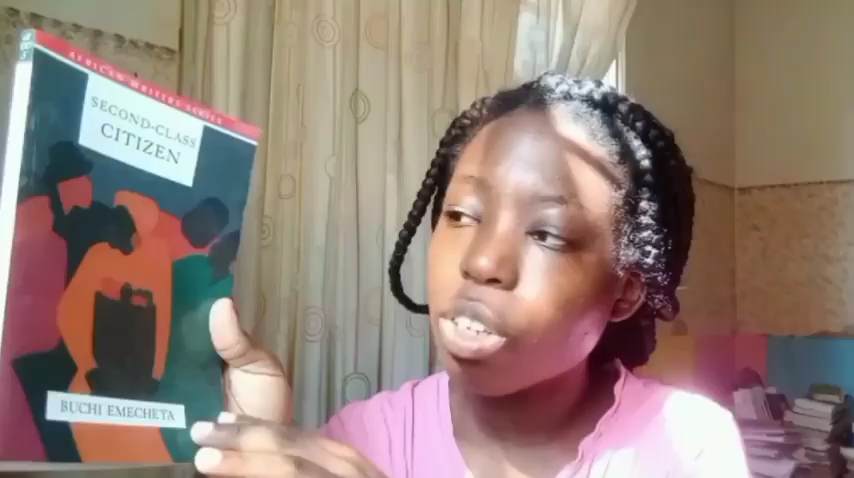 AFRICAN WRITERS SERIES
SECOND-CLASS
CITIZEN
BUCHI EMECHETA